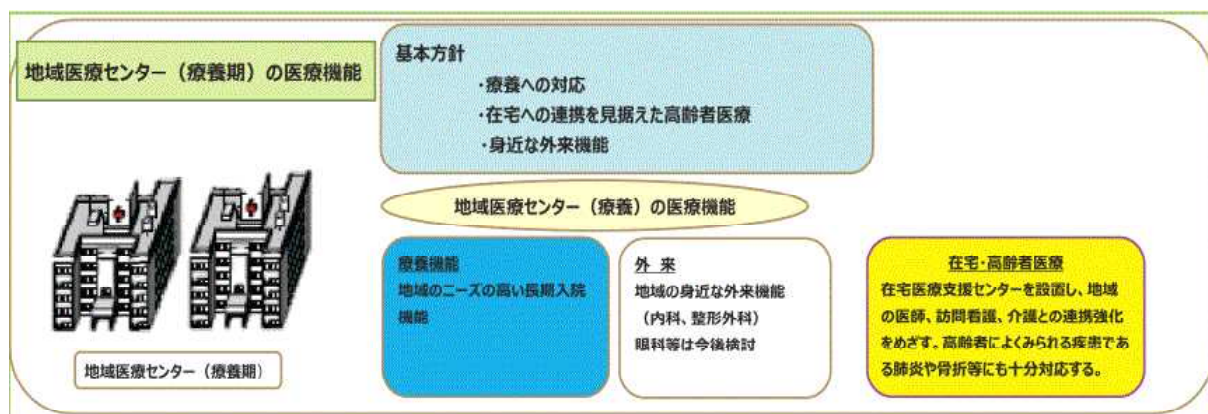 地域医療センター（療養期）の医療機能
基本方針
・療養への対応
・在宅への連携を見据えた高齢者医療
・身近な外来機能
地域医療センター（療養）の医療機能
療養機能
地域のニーズの高い長期入院
機能
外 来
地域の身近な外来機能
（内科、整形外科）
眼科等は今後検討
在宅・高齢者医療
在宅医療支援センターを設置し、地域
の医師、訪問看護、介護との連携強化
をめざす。高齢者によくみられる疾患であ
る肺炎や骨折等にも十分対応する。
地域医療センター（療養期）